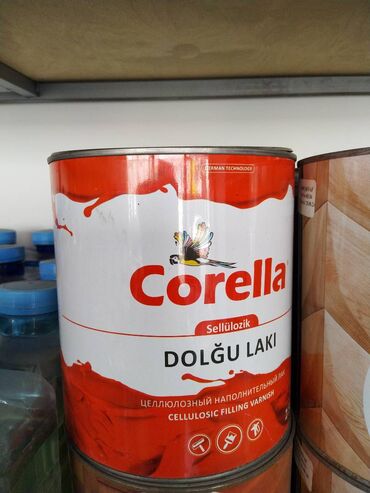 GERMAN TECHNOLOGY
Corella
Sellülozik
DOLĞU LAKI
ЦЕЛЛЮЛОЗНЫЙ НАПОЛНИТЕЛЬНЫЙ ЛАК
CELLULOSIC FILLING VARNISH